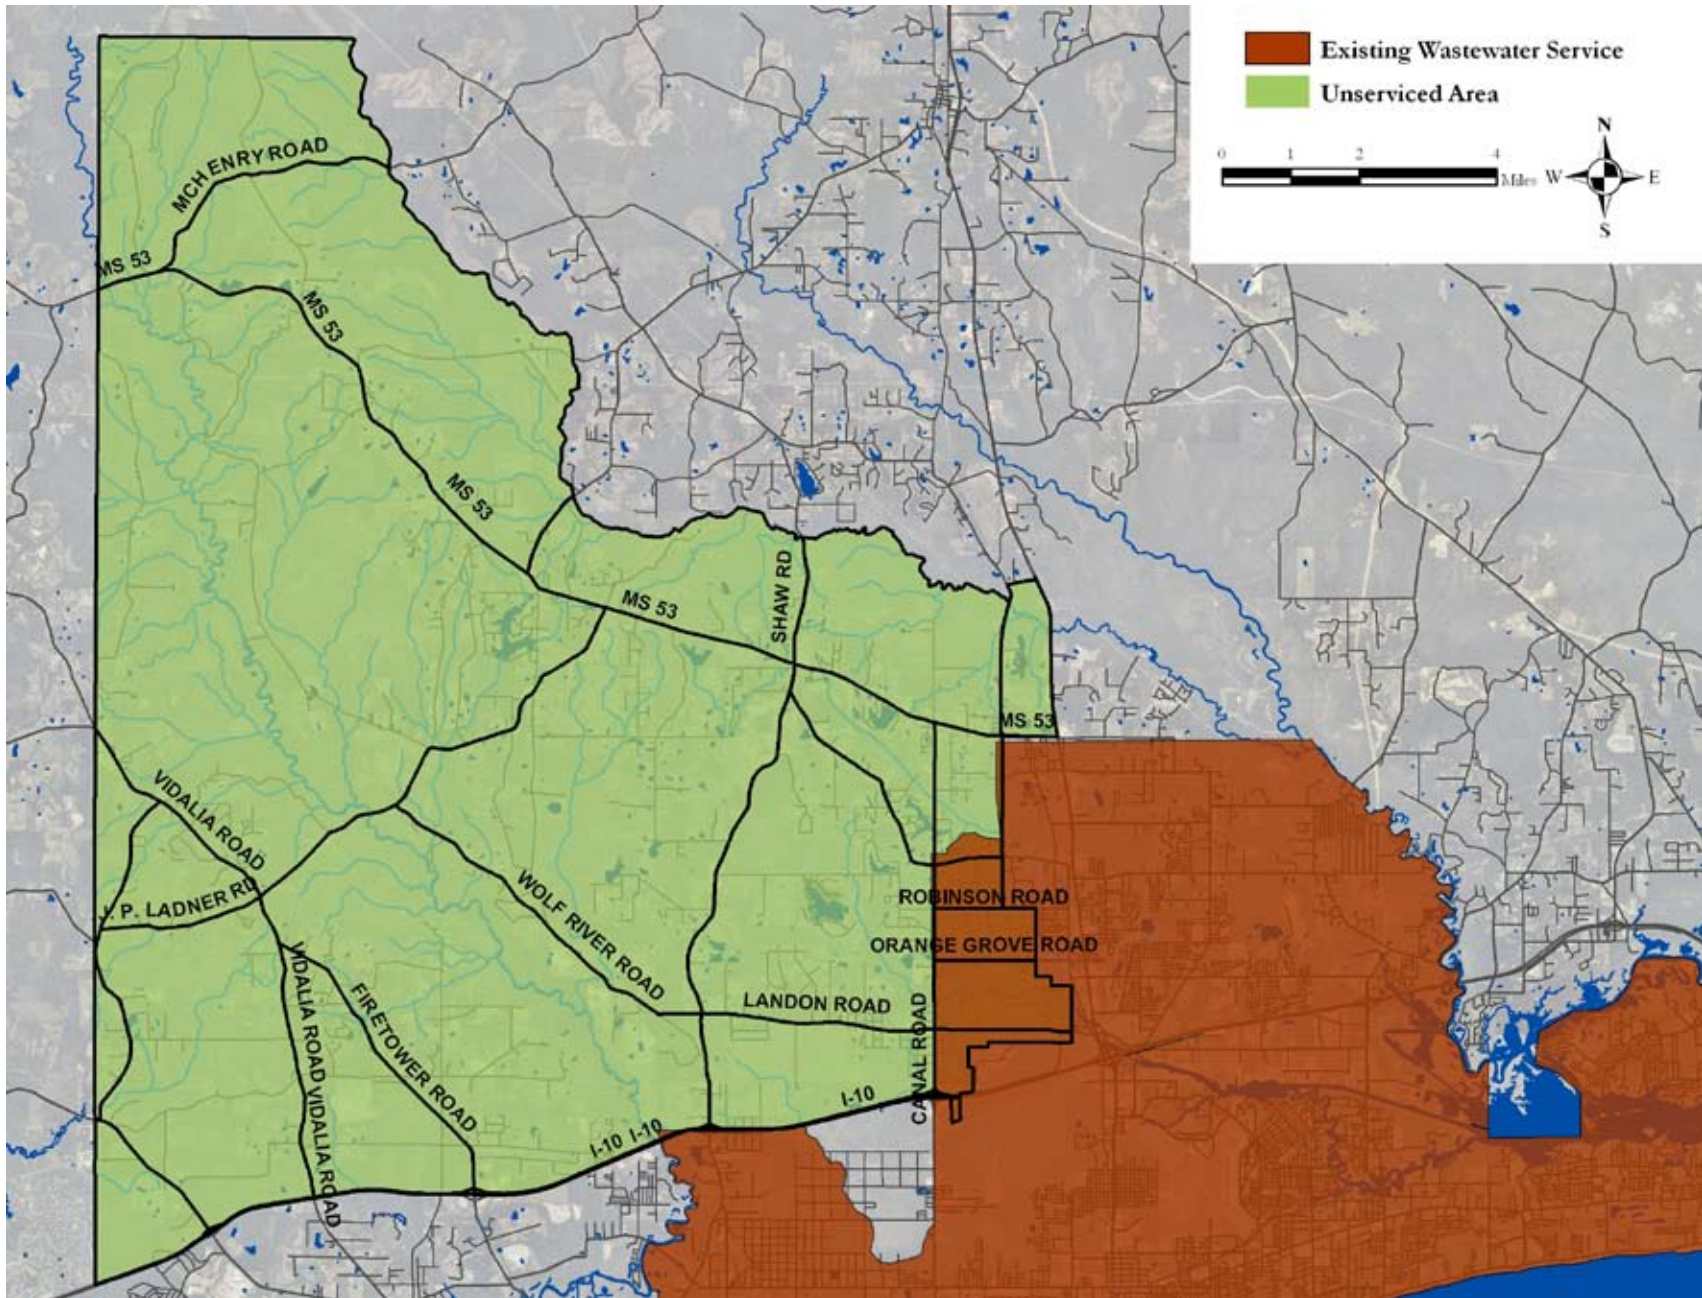 Existing Wastewater Service
Unserviced Area
N
0 1 2 4
Miles
W E
S
MCHENRY ROAD
MS 53
MS 53
MS 53
MS 53
SHAW RD
MS 53
VIDALIA ROAD
J. P. LADNER RD
WOLF RIVER ROAD
ROBINSON ROAD
ORANGE GROVE ROAD
LANDON ROAD
CANAL ROAD
VIDALIA ROAD
FIRETOWER ROAD
VIDALIA ROAD
I-10
I-10
I-10